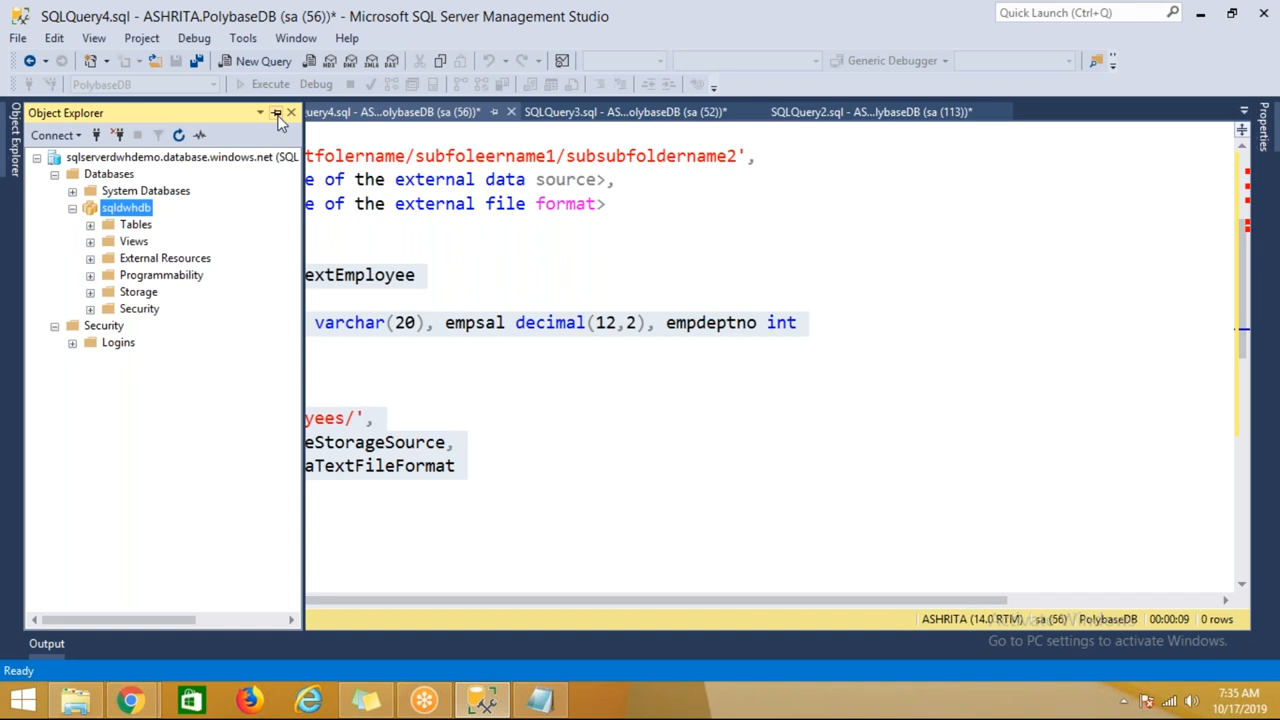 SQLQuery4.sql - ASHRITA.PolybaseDB (sa (56))* - Microsoft SQL Server Management Studio
Quick Launch (Ctrl+Q)
File Edit View Project Debug Tools Window Help
New Query
Generic Debugger
PolybaseDB
Execute Debug
Object Explorer
Object Explorer
uery4.sql - AS...olybaseDB (sa (56))*
SQLQuery3.sql - AS...olybaseDB (sa (52))*
SQLQuery2.sql - AS...lybaseDB (sa (113))*
Properties
Connect
sqlserverdwhdemo.database.windows.net (SQL
Databases
System Databases
sqldwhdb
Tables
Views
External Resources
Programmability
Storage
Security
Security
Logins
tfolername/subfoleername1/subsubfoldername2',
e of the external data source>,
e of the external file format>
extEmployee
varchar(20), empsal decimal(12,2), empdeptno int
yees/',
eStorageSource,
aTextFileFormat
ASHRITA (14.0 RTM) sa (56) PolybaseDB 00:00:09 0 rows
Activate Windows
Go to PC settings to activate Windows.
Output
Ready
7:35 AM
10/17/2019